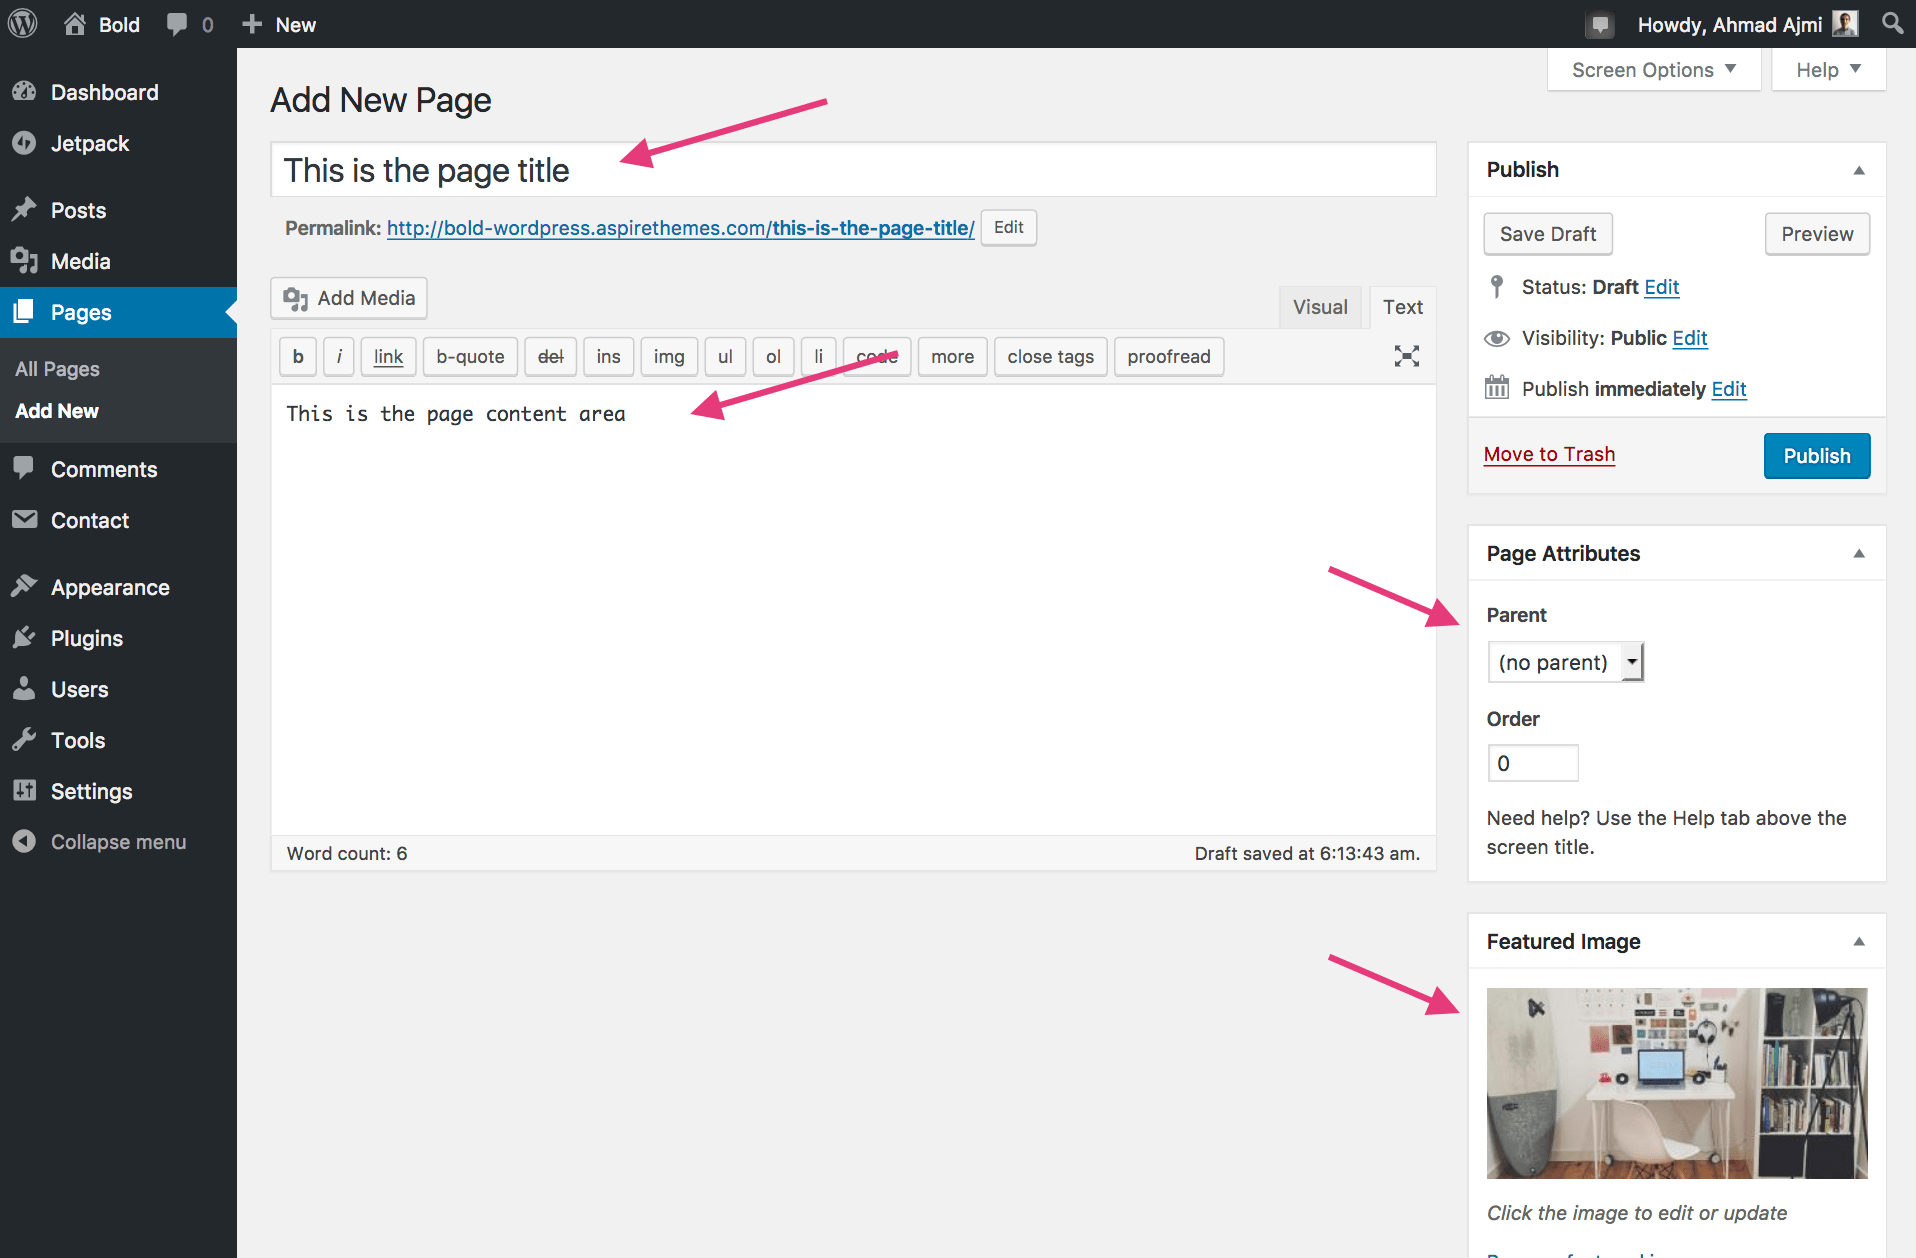 Bold 0 New Howdy, Ahmad Ajmi
Screen Options Help
Dashboard
Jetpack
Posts
Media
Pages
All Pages
Add New
Comments
Contact
Appearance
Plugins
Users
Tools
Settings
Collapse menu
Add New Page
This is the page title
Permalink: http://bold-wordpress.aspirethemes.com/this-is-the-page-title/ Edit
Add Media
Visual Text
b i link b-quote del ins img ul ol li code more close tags proofread
This is the page content area
Word count: 6 Draft saved at 6:13:43 am.
Publish
Save Draft Preview
Status: Draft Edit
Visibility: Public Edit
Publish immediately Edit
Move to Trash Publish
Page Attributes
Parent
(no parent)
Order
0
Need help? Use the Help tab above the
screen title.
Featured Image
Click the image to edit or update